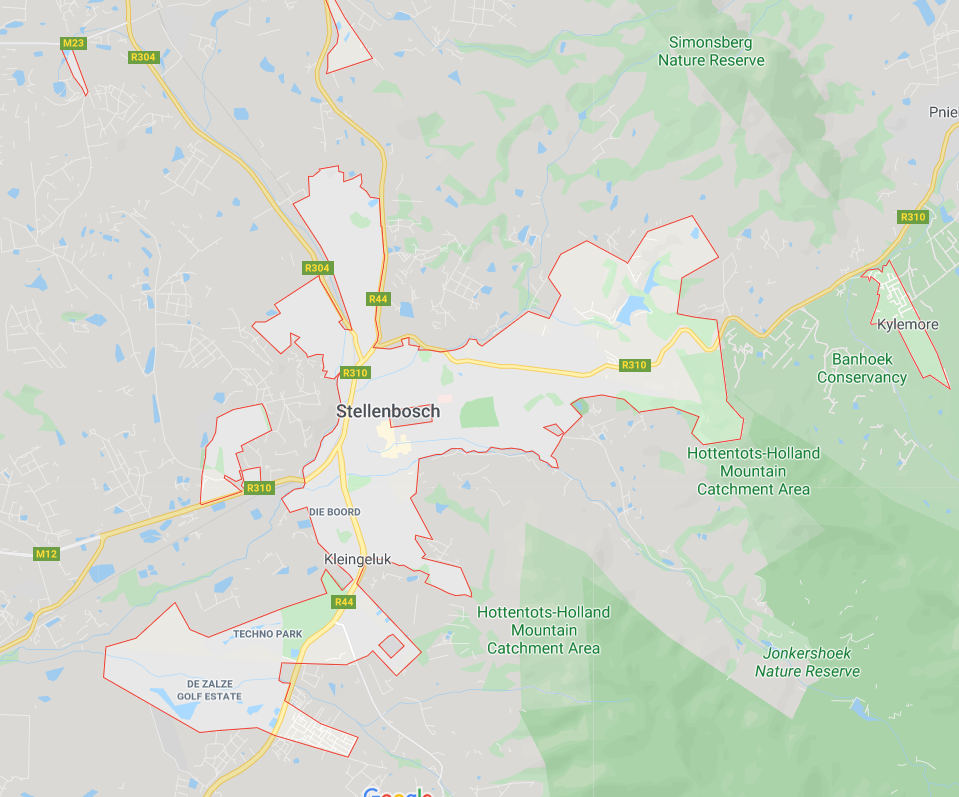 M23
R304
Simonsberg
Nature Reserve
Pniel
R310
R304
R44
Kylemore
R310
R310
Banhoek
Conservancy
Stellenbosch
Hottentots-Holland
Mountain
Catchment Area
R310
DIE BOORD
M12
Kleingeluk
R44
Hottentots-Holland
Mountain
Catchment Area
TECHNO PARK
Jonkershoek
Nature Reserve
DE ZALZE
GOLF ESTATE
Google